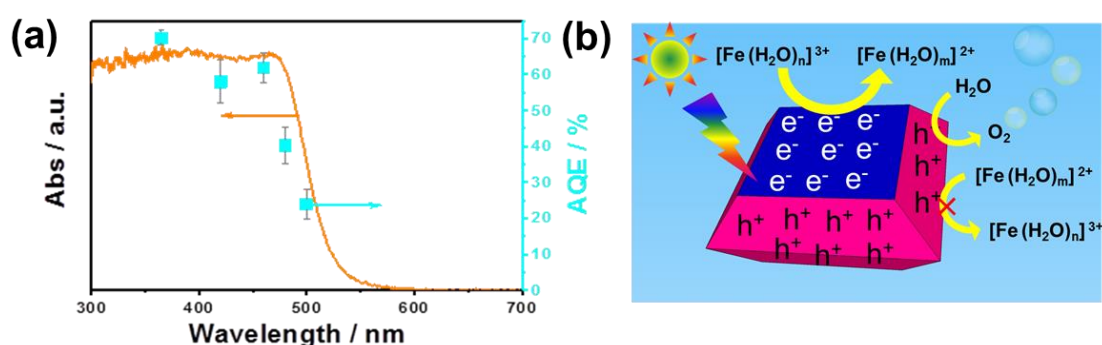 (a)
Abs / a.u.
300
400
500
600
700
Wavelength / nm
70
60
50
40
30
20
10
0
AQE / %
(b)
[Fe(H2O)n]3+
[Fe(H2O)m]2+
H2O
O2
[Fe(H2O)m]2+
[Fe(H2O)n]3+
e- e- e-
e- e- e-
e- e- e-
h+
h+
h+
h+ h+ h+ h+
h+ h+ h+